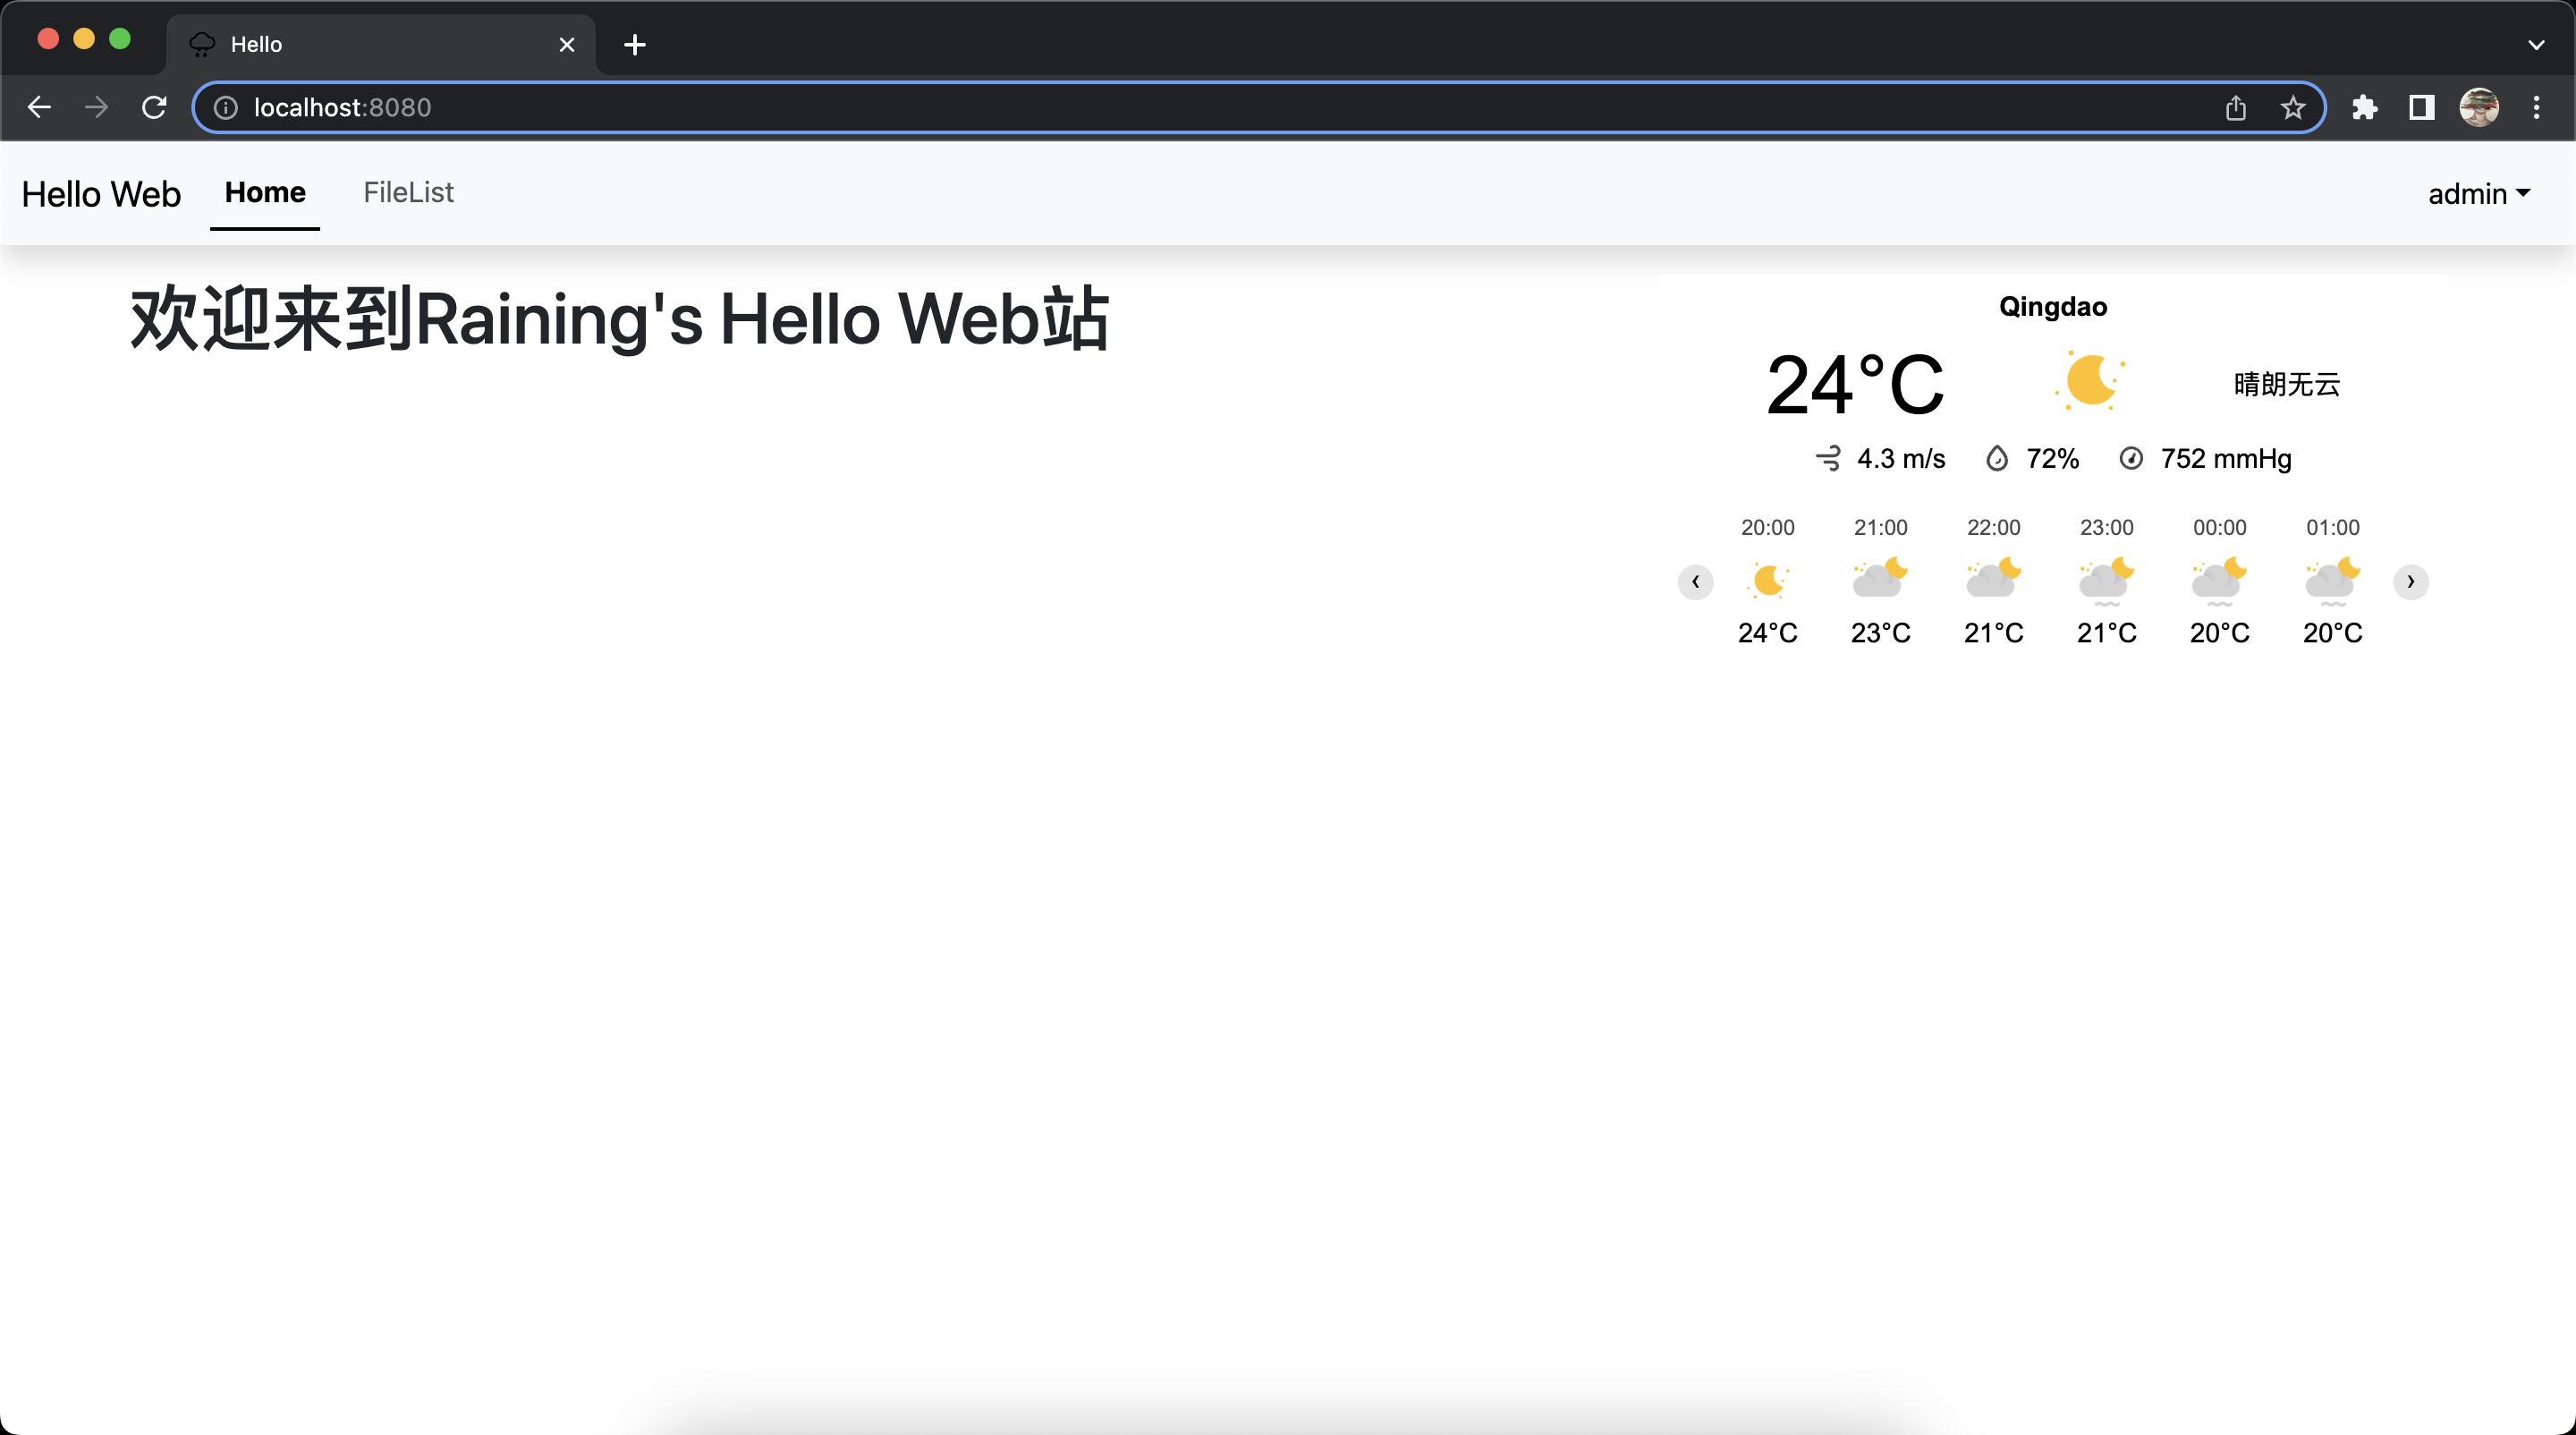 Hello
localhost:8080
Hello Web Home FileList admin
欢迎来到Raining's Hello Web站
Qingdao
24°C 晴朗无云
4.3 m/s 72% 752 mmHg
20:00 21:00 22:00 23:00 00:00 01:00
24°C 23°C 21°C 21°C 20°C 20°C